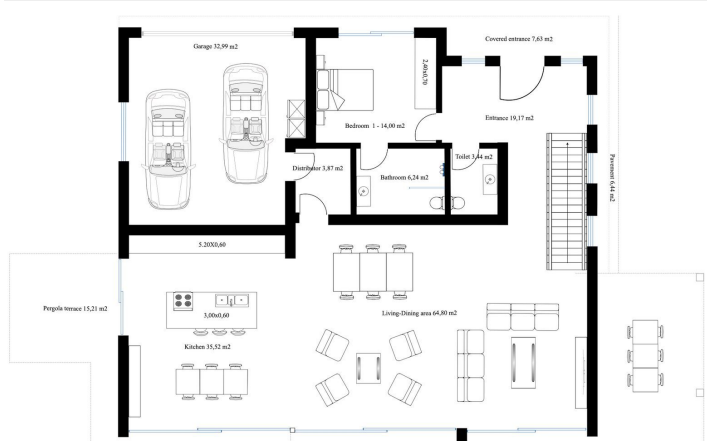 Covered entrance 7,63 m2
Garage 32,99 m2
2,40x0,70
Entrance 19,17 m2
Bedroom 1 - 14,00 m2
Toilet 3,44 m2
Distributor 3,87 m2
Bathroom 6,24 m2
Pavement 6,44 m2
5.20X0,60
Pergola terrace 15,21 m2
3,00x0,60
Living-Dining area 64,80 m2
Kitchen 35,52 m2